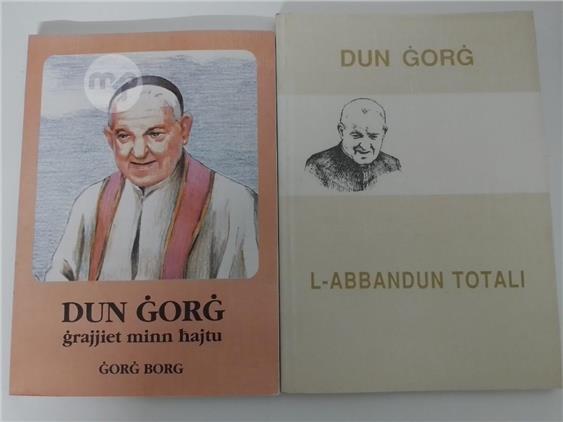 DUN ĠORĠ
ġrajjiet minn ħajtu
ĠORĠ BORG
DUN ĠORĠ
L-ABBANDUN TOTALI